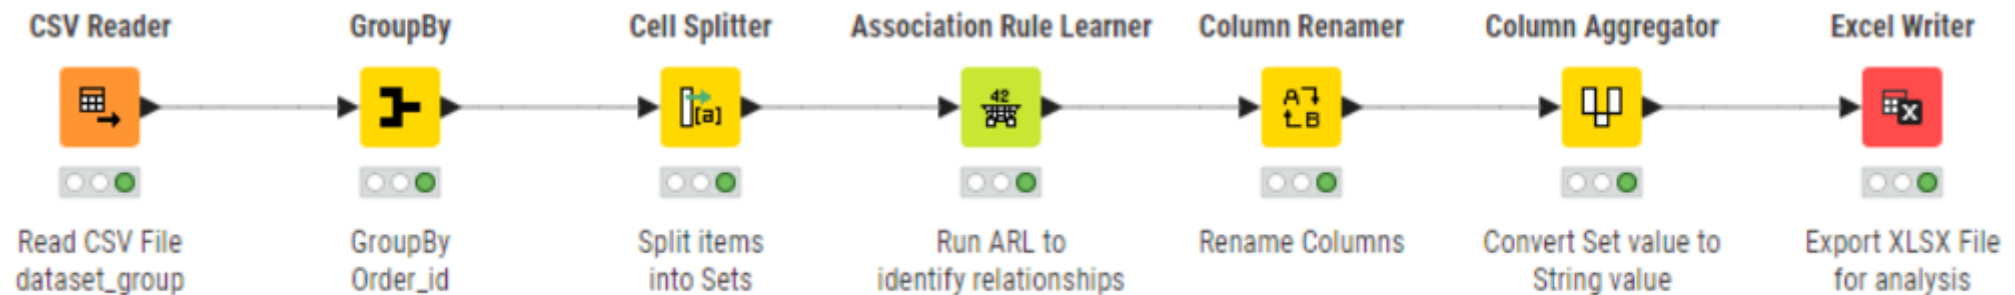 CSV Reader
GroupBy
Cell Splitter
Association Rule Learner
Column Renamer
Column Aggregator
Excel Writer
[a]
42
A
B
X
Read CSV File
dataset_group
GroupBy
Order_id
Split items
into Sets
Run ARL to
identify relationships
Rename Columns
Convert Set value to
String value
Export XLSX File
for analysis